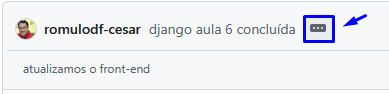 romulodf-cesar django aula 6 concluída
atualizamos o front-end